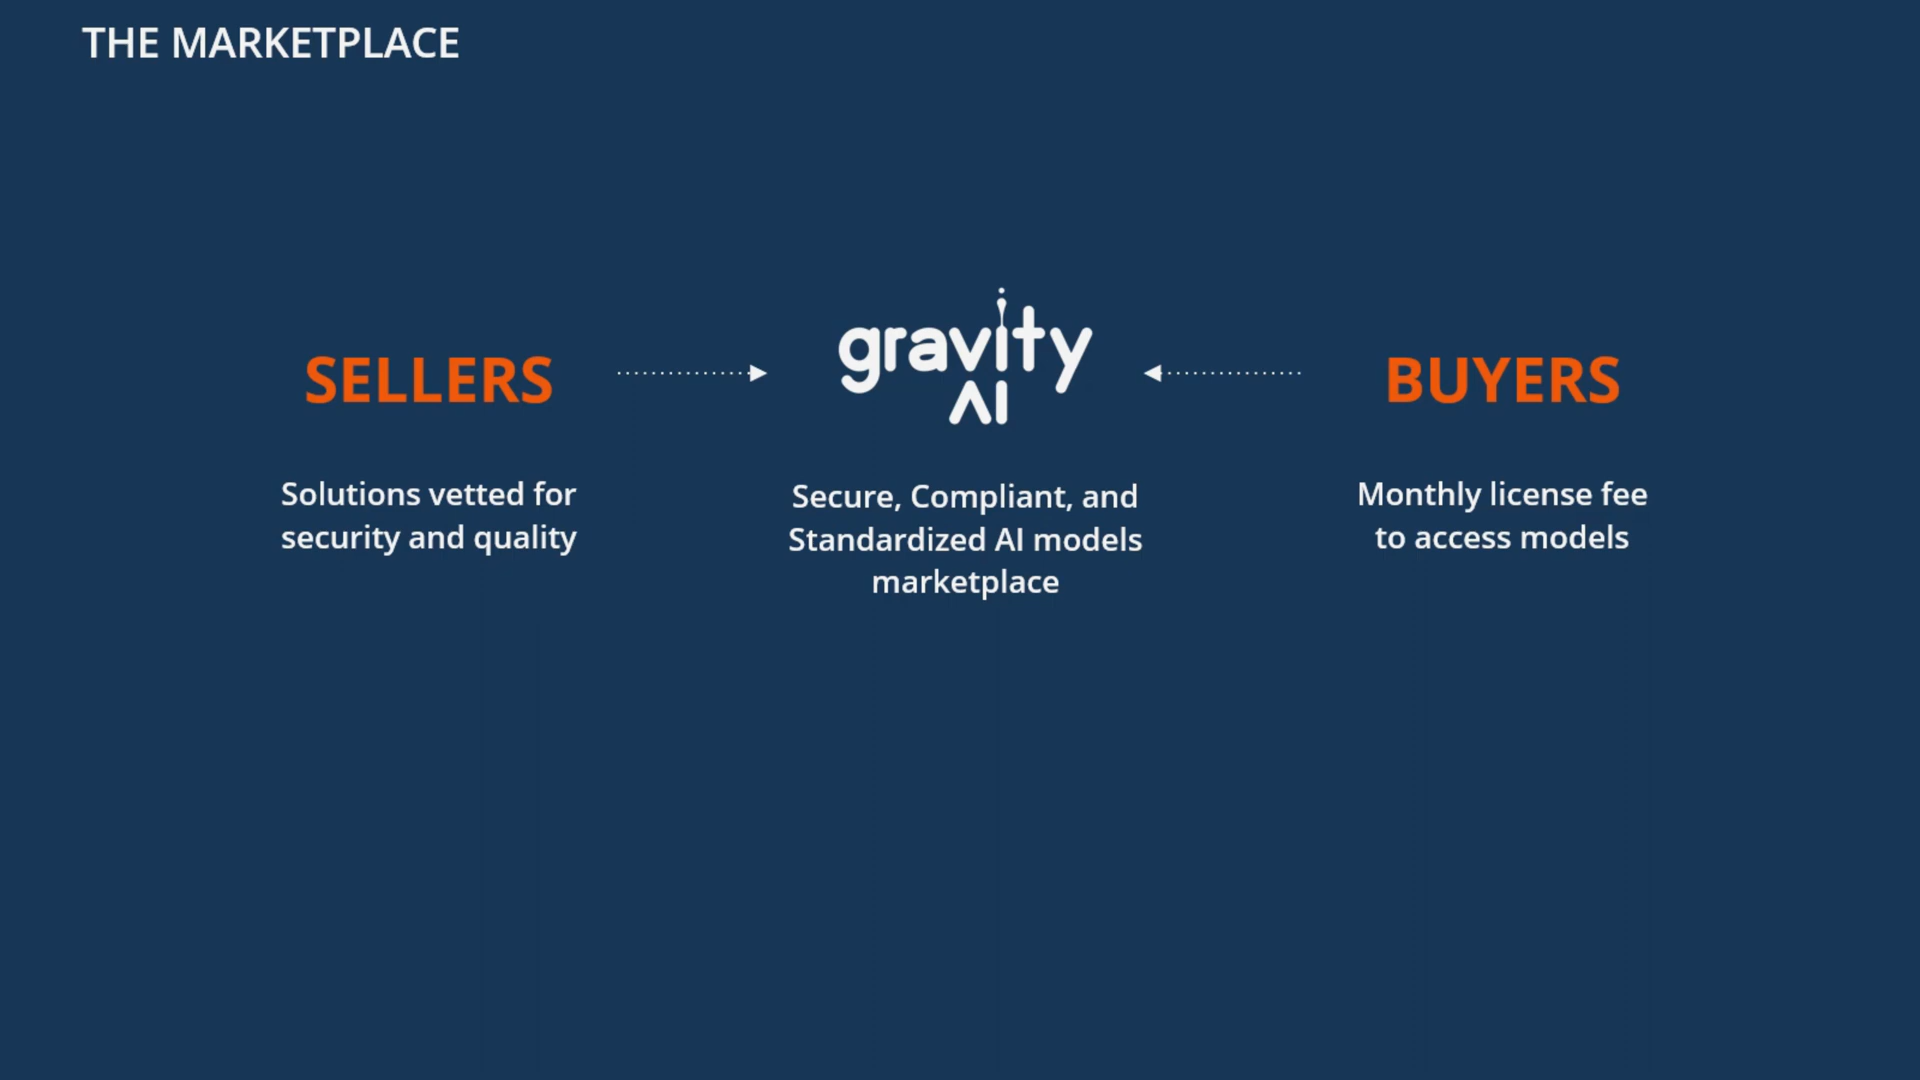 THE MARKETPLACE
SELLERS
Solutions vetted for
security and quality
gravity
AI
Secure, Compliant, and
Standardized AI models
marketplace
BUYERS
Monthly license fee
to access models